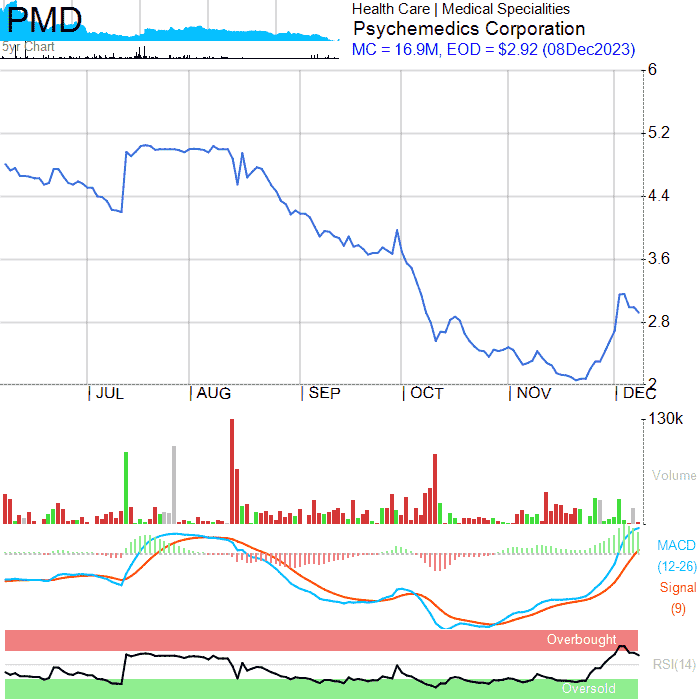 PMD
5yr Chart
Health Care | Medical Specialities
Psychemedics Corporation
MC = 16.9M, EOD = $2.92 (08Dec2023)
6
5.2
4.4
3.6
2.8
2
JUL AUG SEP OCT NOV DEC
130k
Volume
MACD
(12-26)
Signal
(9)
Overbought
RSI(14)
Oversold